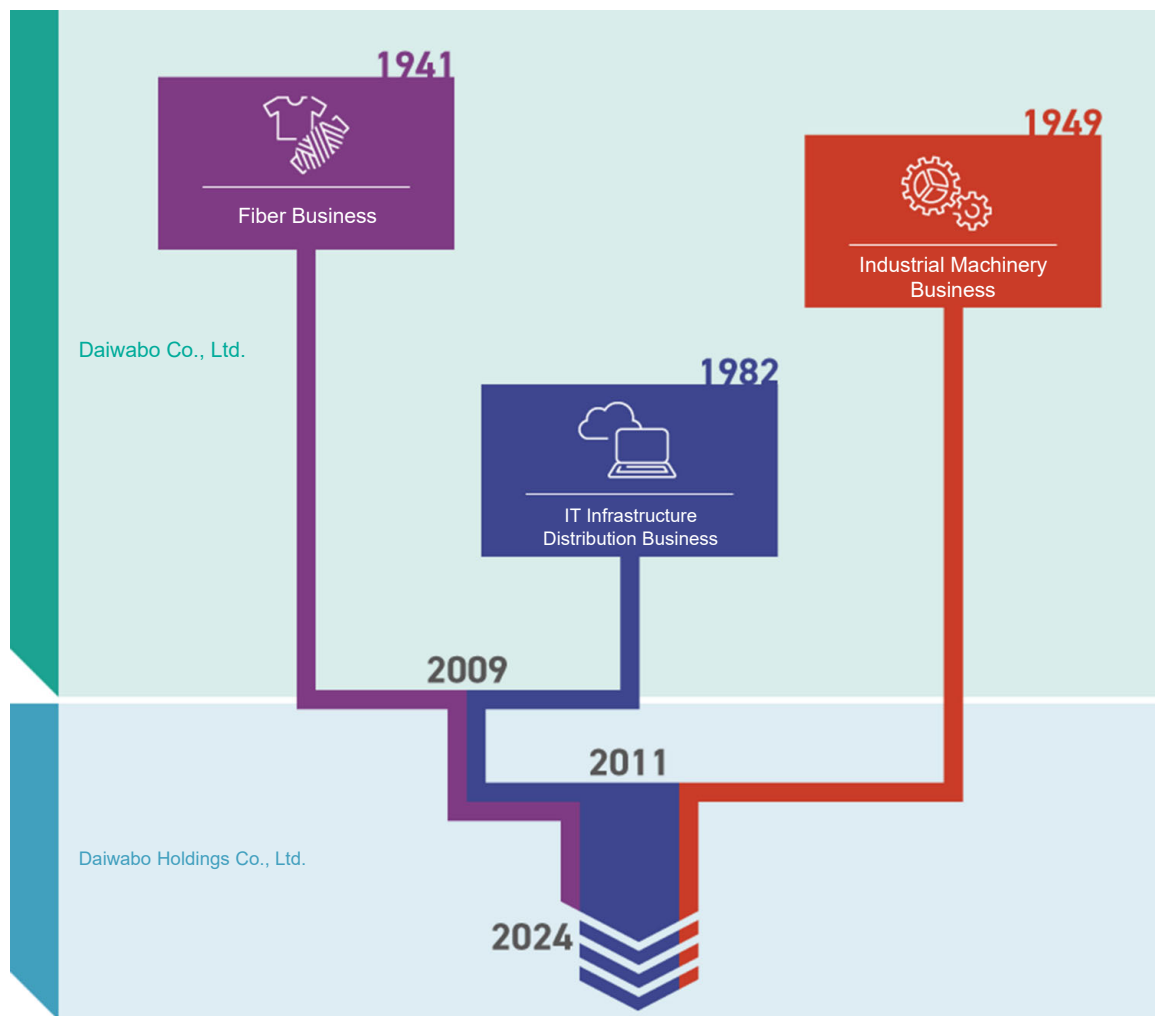 1941
Fiber Business
1949
Industrial Machinery
Business
Daiwabo Co., Ltd.
1982
IT Infrastructure
Distribution Business
2009
2011
Daiwabo Holdings Co., Ltd.
2024